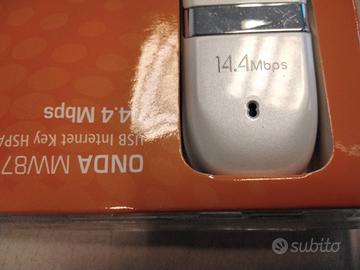 14.4Mbps
ONDA MW87
USB Internet Key HSPA
14.4 Mbps
subito